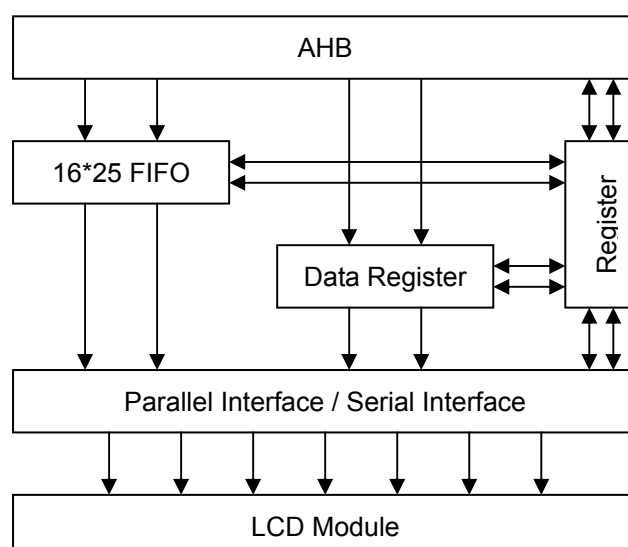 AHB
16*25 FIFO
Register
Data Register
Parallel Interface / Serial Interface
LCD Module